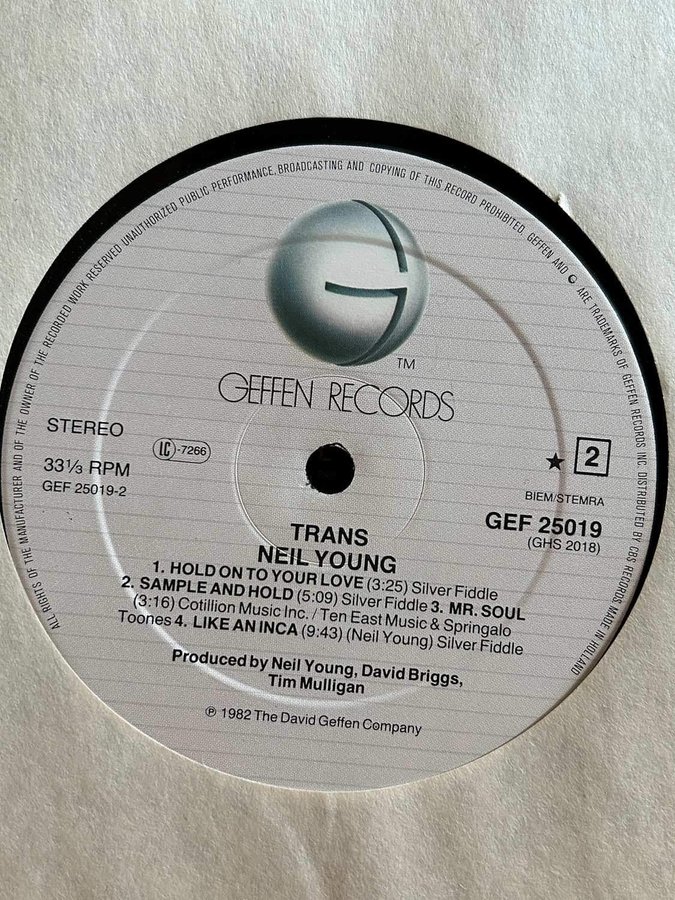 ALL RIGHTS OF THE MANUFACTURER AND OF THE OWNER OF THE RECORDED WORK RESERVED UNAUTHORIZED PUBLIC PERFORMANCE, BROADCASTING AND COPYING OF THIS RECORD PROHIBITED. GEFFEN AND G ARE TRADEMARKS OF GEFFEN RECORDS INC. DISTRIBUTED BY CBS RECORDS MADE IN HOLLAND
G
TM
GEFFEN RECORDS
STEREO
LC-7266
★ 2
33⅓ RPM
GEF 25019-2
BIEM/STEMRA
GEF 25019
(GHS 2018)
TRANS
NEIL YOUNG
1. HOLD ON TO YOUR LOVE (3:25) Silver Fiddle
2. SAMPLE AND HOLD (5:09) Silver Fiddle 3. MR. SOUL
(3:16) Cotillion Music Inc. / Ten East Music & Springalo
Toones 4. LIKE AN INCA (9:43) (Neil Young) Silver Fiddle
Produced by Neil Young, David Briggs,
Tim Mulligan
℗ 1982 The David Geffen Company